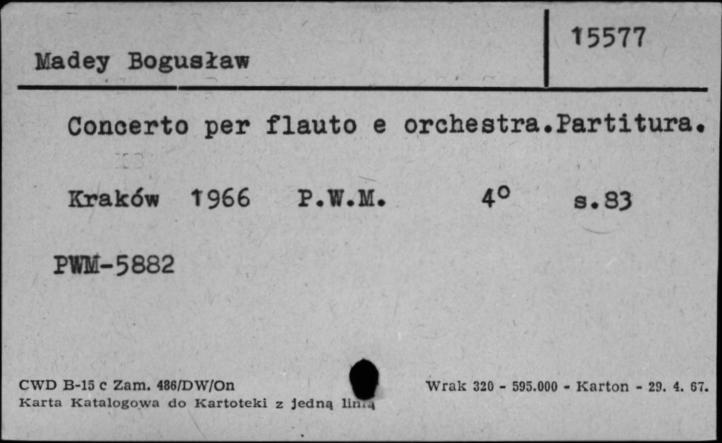 15577
Madey Bogusław
Concerto per flauto e orchestra.Partitura.
Kraków 1966 P.W.M. 4° s.83
PWM-5882
CWD B-15 c Zam. 486/DW/On Wrak 320 - 595.000 - Karton - 29. 4. 67.
Karta Katalogowa do Kartoteki z jedną linią